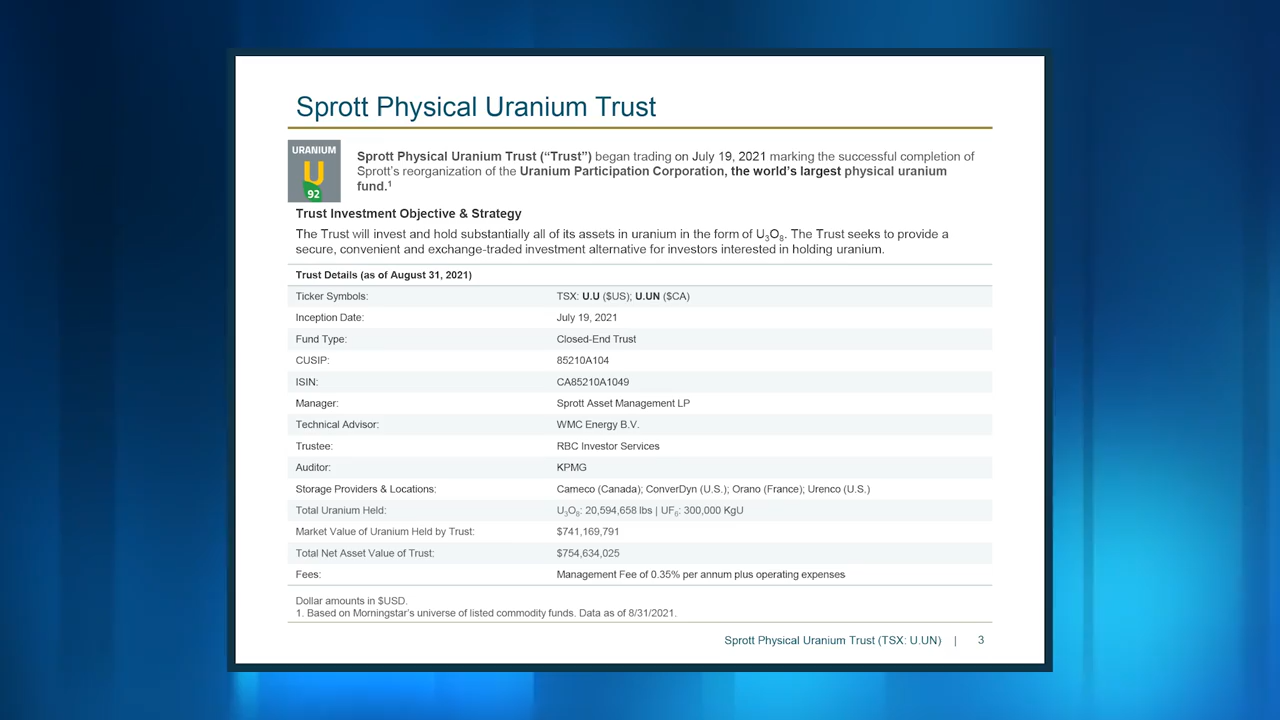 Sprott Physical Uranium Trust
URANIUM
U
92
Sprott Physical Uranium Trust (“Trust”) began trading on July 19, 2021 marking the successful completion of
Sprott’s reorganization of the Uranium Participation Corporation, the world’s largest physical uranium
fund.¹
Trust Investment Objective & Strategy
The Trust will invest and hold substantially all of its assets in uranium in the form of U₃O₈. The Trust seeks to provide a
secure, convenient and exchange-traded investment alternative for investors interested in holding uranium.
Trust Details (as of August 31, 2021)
Ticker Symbols: TSX: U.U ($US); U.UN ($CA)
Inception Date: July 19, 2021
Fund Type: Closed-End Trust
CUSIP: 85210A104
ISIN: CA85210A1049
Manager: Sprott Asset Management LP
Technical Advisor: WMC Energy B.V.
Trustee: RBC Investor Services
Auditor: KPMG
Storage Providers & Locations: Cameco (Canada); ConverDyn (U.S.); Orano (France); Urenco (U.S.)
Total Uranium Held: U₃O₈: 20,594,658 lbs | UF₆: 300,000 KgU
Market Value of Uranium Held by Trust: $741,169,791
Total Net Asset Value of Trust: $754,634,025
Fees: Management Fee of 0.35% per annum plus operating expenses
Dollar amounts in $USD.
1. Based on Morningstar’s universe of listed commodity funds. Data as of 8/31/2021.
Sprott Physical Uranium Trust (TSX: U.UN) | 3